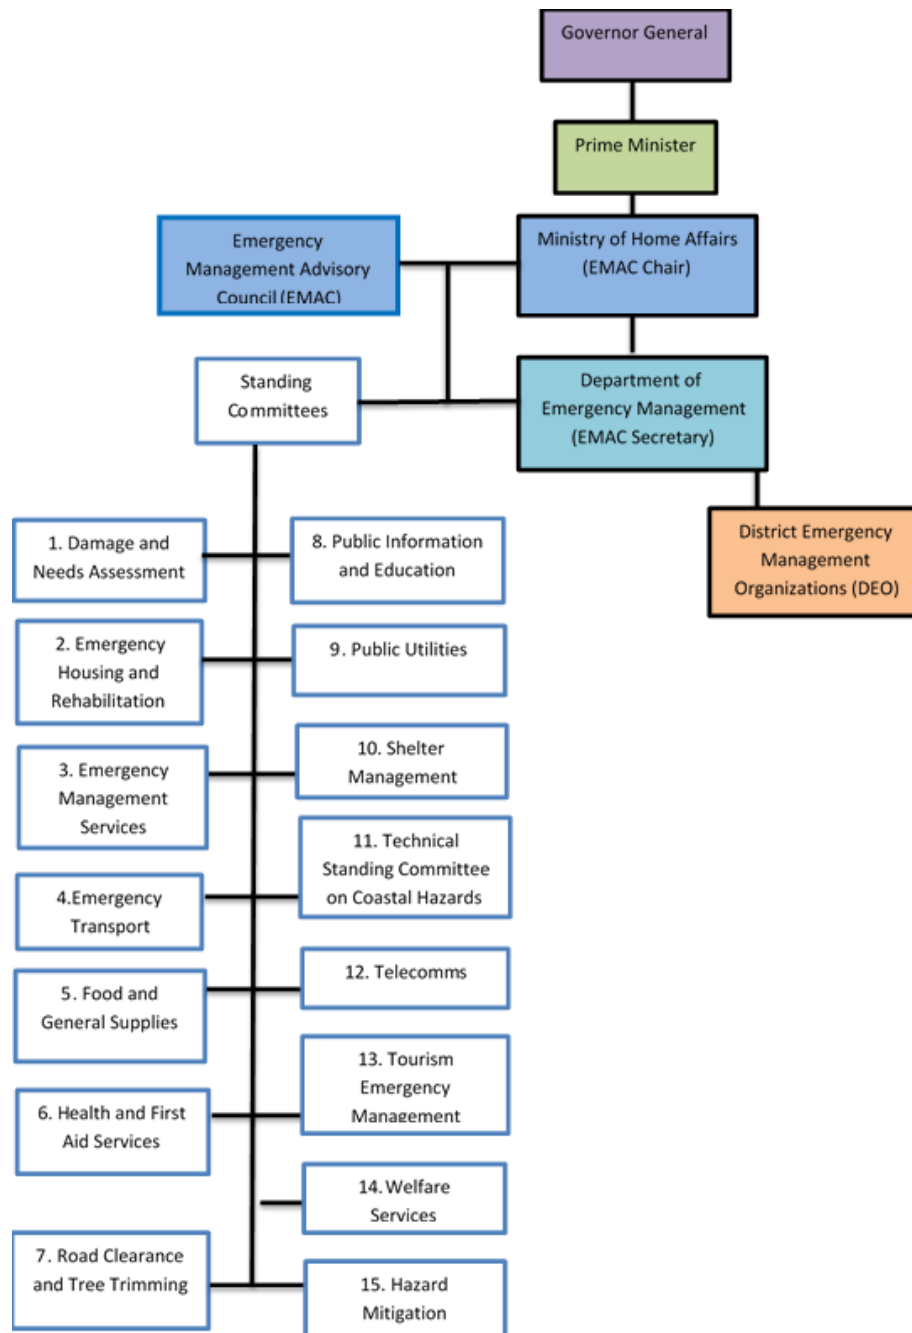 Governor General
Prime Minister
Emergency
Management Advisory
Council (EMAC)
Ministry of Home Affairs
(EMAC Chair)
Standing
Committees
Department of
Emergency Management
(EMAC Secretary)
District Emergency
Management
Organizations (DEO)
1. Damage and
Needs Assessment
2. Emergency
Housing and
Rehabilitation
3. Emergency
Management
Services
4.Emergency
Transport
5. Food and
General Supplies
6. Health and First
Aid Services
7. Road Clearance
and Tree Trimming
8. Public Information
and Education
9. Public Utilities
10. Shelter
Management
11. Technical
Standing Committee
on Coastal Hazards
12. Telecomms
13. Tourism
Emergency
Management
14. Welfare
Services
15. Hazard
Mitigation